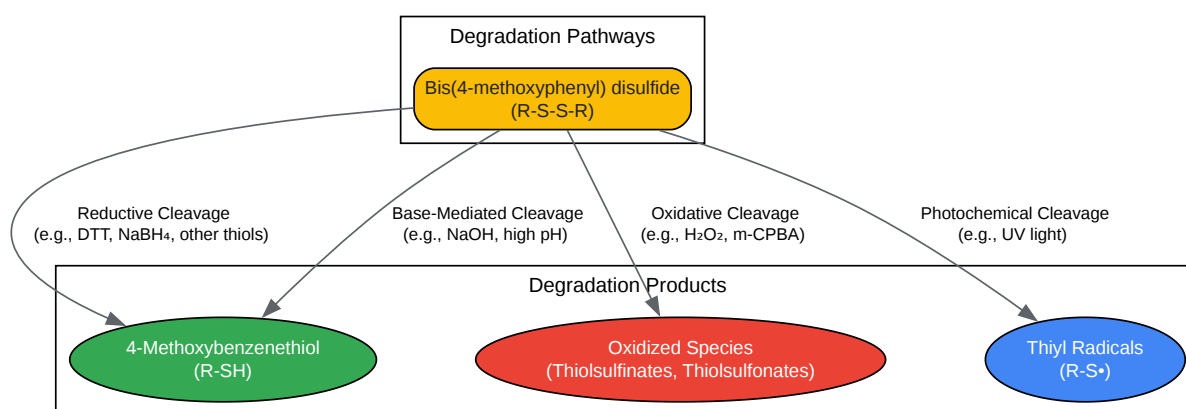 Degradation Pathways
Bis(4-methoxyphenyl) disulfide
(R-S-S-R)
Reductive Cleavage
(e.g., DTT, NaBH₄, other thiols)
Base-Mediated Cleavage
(e.g., NaOH, high pH)
Oxidative Cleavage
(e.g., H₂O₂, m-CPBA)
Photochemical Cleavage
(e.g., UV light)
Degradation Products
4-Methoxybenzenethiol
(R-SH)
Oxidized Species
(Thiolsulfinates, Thiolsulfonates)
Thiyl Radicals
(R-S•)